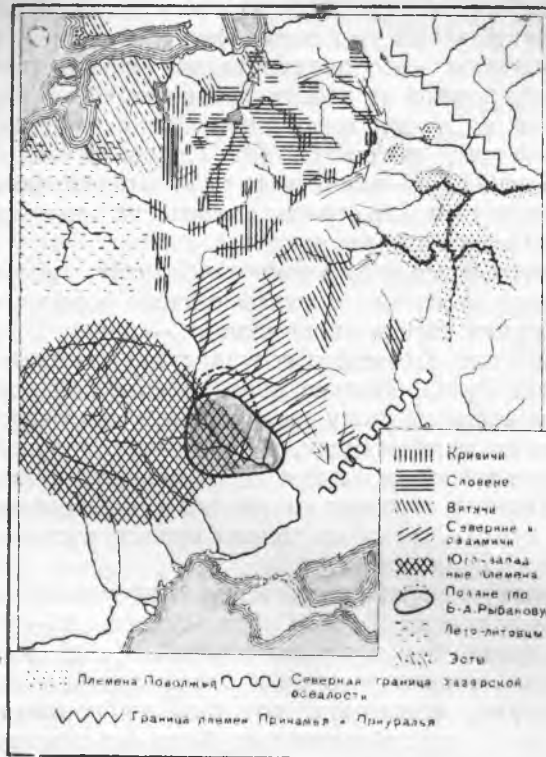 Кривичи
Словене
Вятичи
Северяне и
радимичи
Юго-запад
ные племена
Поляне (по
Б.А.Рыбакову)
Лето-литовцы
Эсты
Племена Поволжья
Северная граница хазарской
оседлости
Граница племен Прикамья и Приуралья